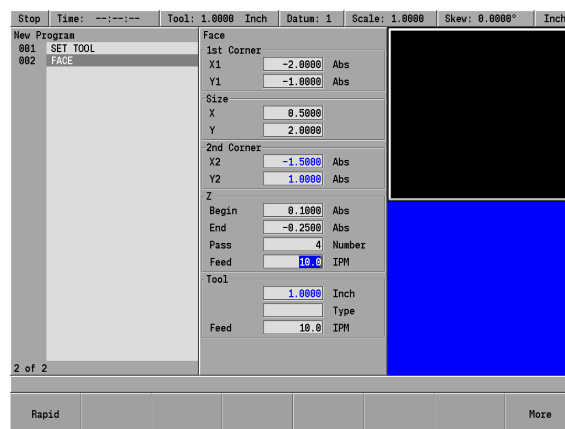 Stop Time: --:--:-- Tool: 1.0000 Inch Datum: 1 Scale: 1.0000 Skew: 0.0000° Inch
New Program
001 SET TOOL
002 FACE
2 of 2
Face
1st Corner
X1 -2.0000 Abs
Y1 -1.0000 Abs
Size
X 0.5000
Y 2.0000
2nd Corner
X2 -1.5000 Abs
Y2 1.0000 Abs
Z
Begin 0.1000 Abs
End -0.2500 Abs
Pass 4 Number
Feed 10.0 IPM
Tool
1.0000 Inch
Type
Feed 10.0 IPM
Rapid More